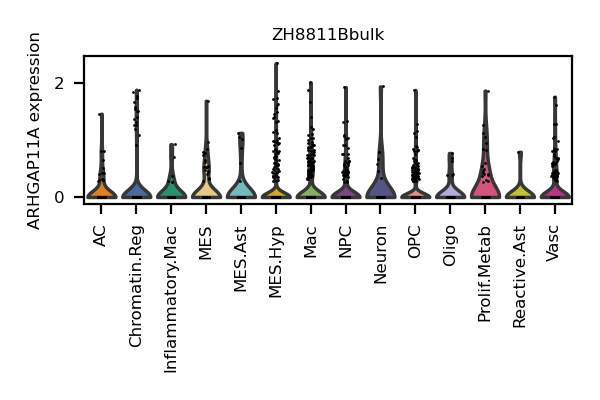 ZH8811Bbulk
ARHGAP11A expression
2
0
AC
Chromatin.Reg
Inflammatory.Mac
MES
MES.Ast
MES.Hyp
Mac
NPC
Neuron
OPC
Oligo
Prolif.Metab
Reactive.Ast
Vasc